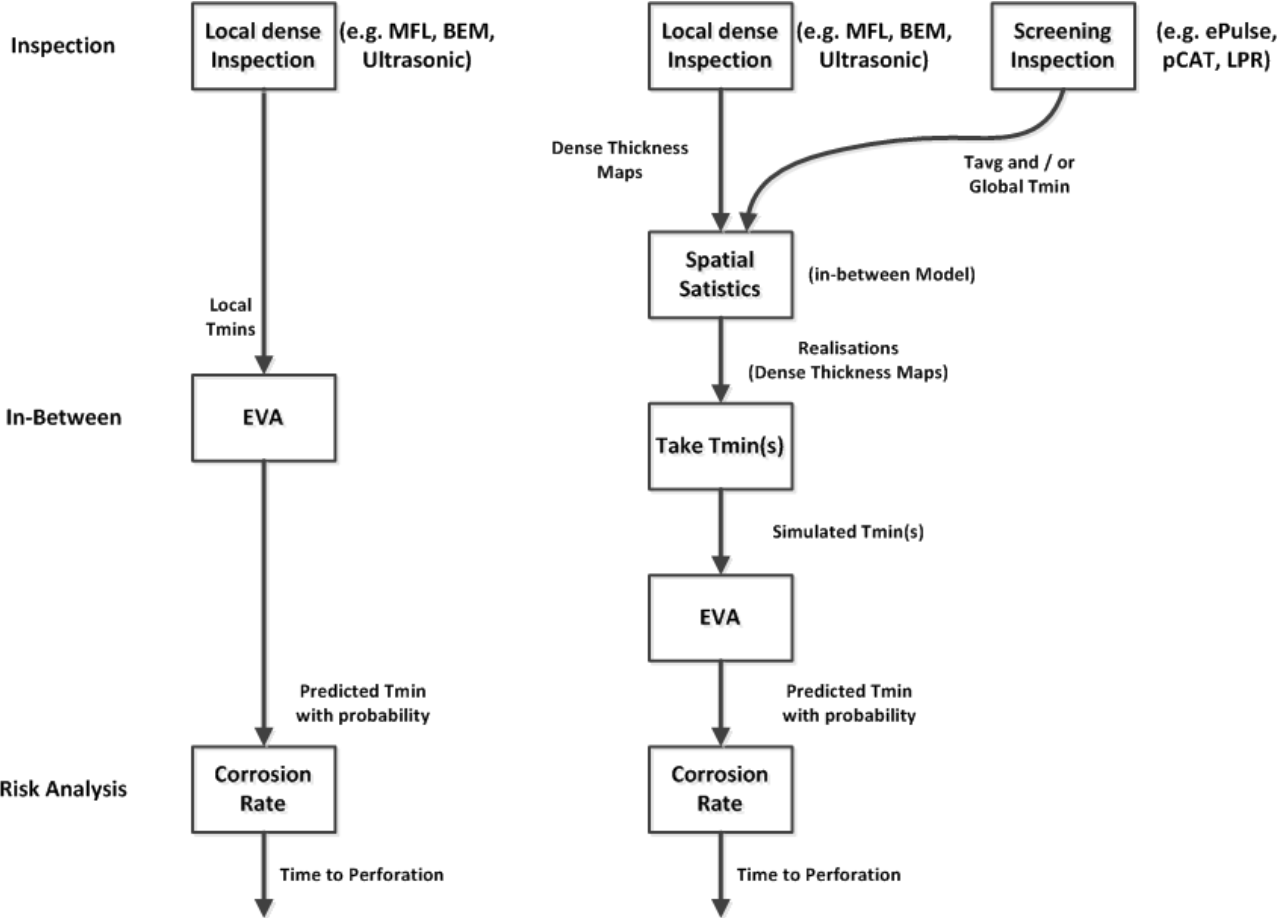 Inspection
Local dense
Inspection
(e.g. MFL, BEM,
Ultrasonic)
Local dense
Inspection
(e.g. MFL, BEM,
Ultrasonic)
Screening
Inspection
(e.g. ePulse,
pCAT, LPR)
Dense Thickness
Maps
Tavg and / or
Global Tmin
Spatial
Satistics
(in-between Model)
Local
Tmins
Realisations
(Dense Thickness Maps)
In-Between
EVA
Take Tmin(s)
Simulated Tmin(s)
EVA
Predicted Tmin
with probability
Predicted Tmin
with probability
Risk Analysis
Corrosion
Rate
Corrosion
Rate
Time to Perforation
Time to Perforation